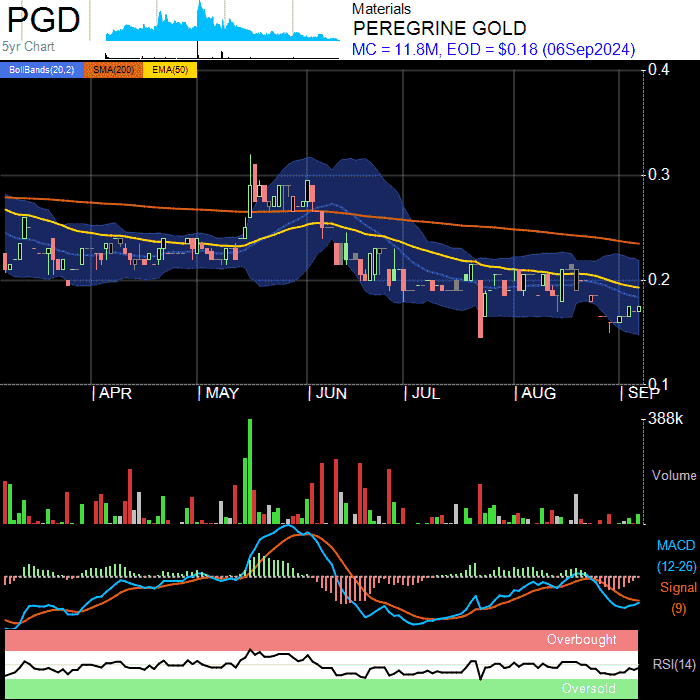 PGD
5yr Chart
Materials
PEREGRINE GOLD
MC = 11.8M, EOD = $0.18 (06Sep2024)
BollBands(20,2) SMA(200) EMA(50)
0.4
0.3
0.2
0.1
| APR | MAY | JUN | JUL | AUG | SEP
388k
Volume
MACD
(12-26)
Signal
(9)
Overbought
RSI(14)
Oversold